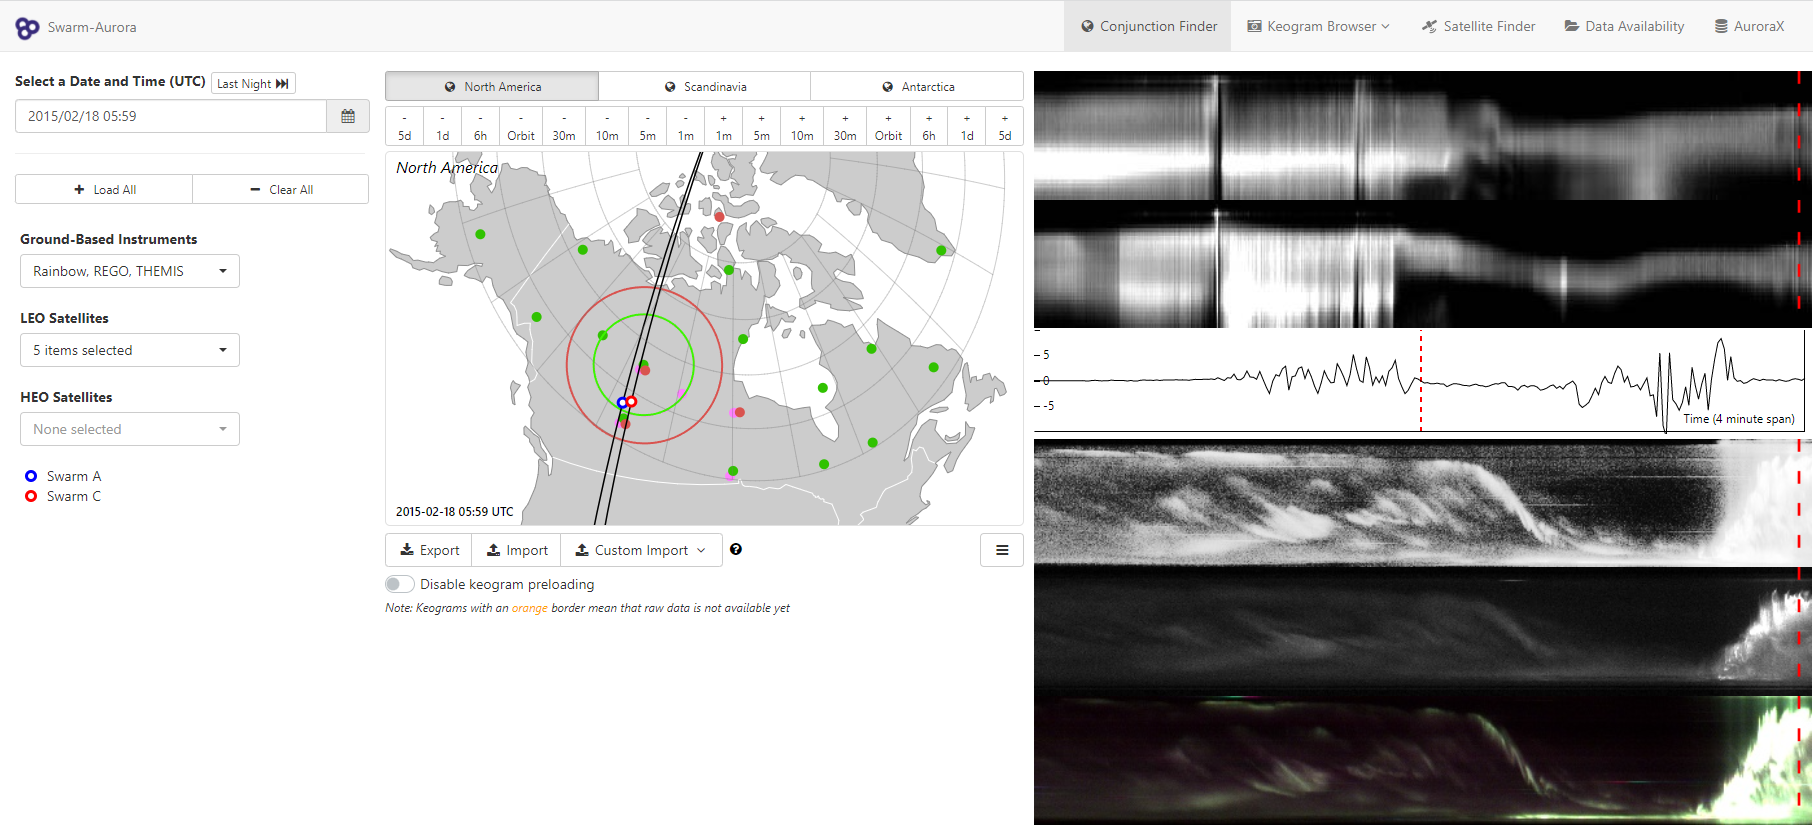 Swarm-Aurora
Conjunction Finder
Keogram Browser
Satellite Finder
Data Availability
AuroraX
Select a Date and Time (UTC)
Last Night
2015/02/18 05:59
Load All
Clear All
Ground-Based Instruments
Rainbow, REGO, THEMIS
LEO Satellites
5 items selected
HEO Satellites
None selected
Swarm A
Swarm C
North America
Scandinavia
Antarctica
- - - - - - - - + + + + + + + +
5d 1d 6h Orbit 30m 10m 5m 1m 1m 5m 10m 30m Orbit 6h 1d 5d
North America
2015-02-18 05:59 UTC
Export
Import
Custom Import
Disable keogram preloading
Note: Keograms with an orange border mean that raw data is not available yet
5
0
-5
Time (4 minute span)